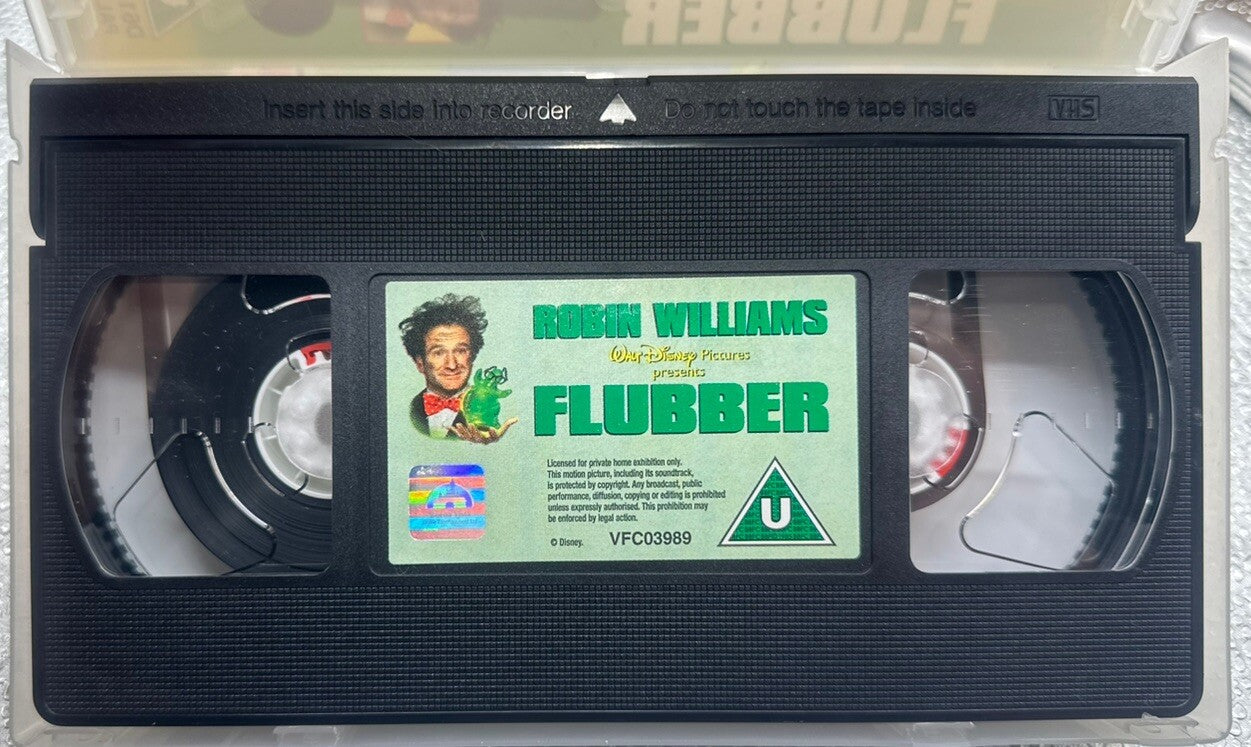 FLUBBER
Insert this side into recorder
Do not touch the tape inside
VHS
ROBIN WILLIAMS
Walt Disney Pictures
presents
FLUBBER
Licensed for private home exhibition only.
This motion picture, including its soundtrack,
is protected by copyright. Any broadcast, public
performance, diffusion, copying or editing is prohibited
unless expressly authorised. This prohibition may
be enforced by legal action.
© Disney. VFC03989
U